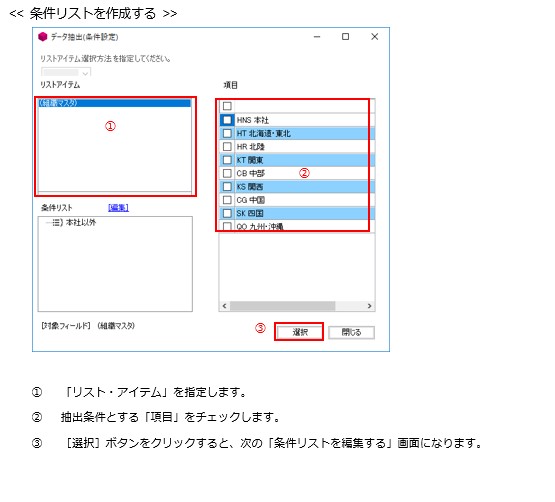 << 条件リストを作成する >>
データ抽出(条件設定)
リストアイテム選択方法を指定してください。
リストアイテム
項目
(組織マスタ)
①
HNS 本社
HT 北海道・東北
HR 北陸
KT 関東
CB 中部
②
KS 関西
CG 中国
SK 四国
QO 九州・沖縄
条件リスト [編集]
本社以外
[対象フィールド] (組織マスタ)
③
選択
閉じる
① 「リスト・アイテム」を指定します。
② 抽出条件とする「項目」をチェックします。
③ [選択]ボタンをクリックすると、次の「条件リストを編集する」画面になります。